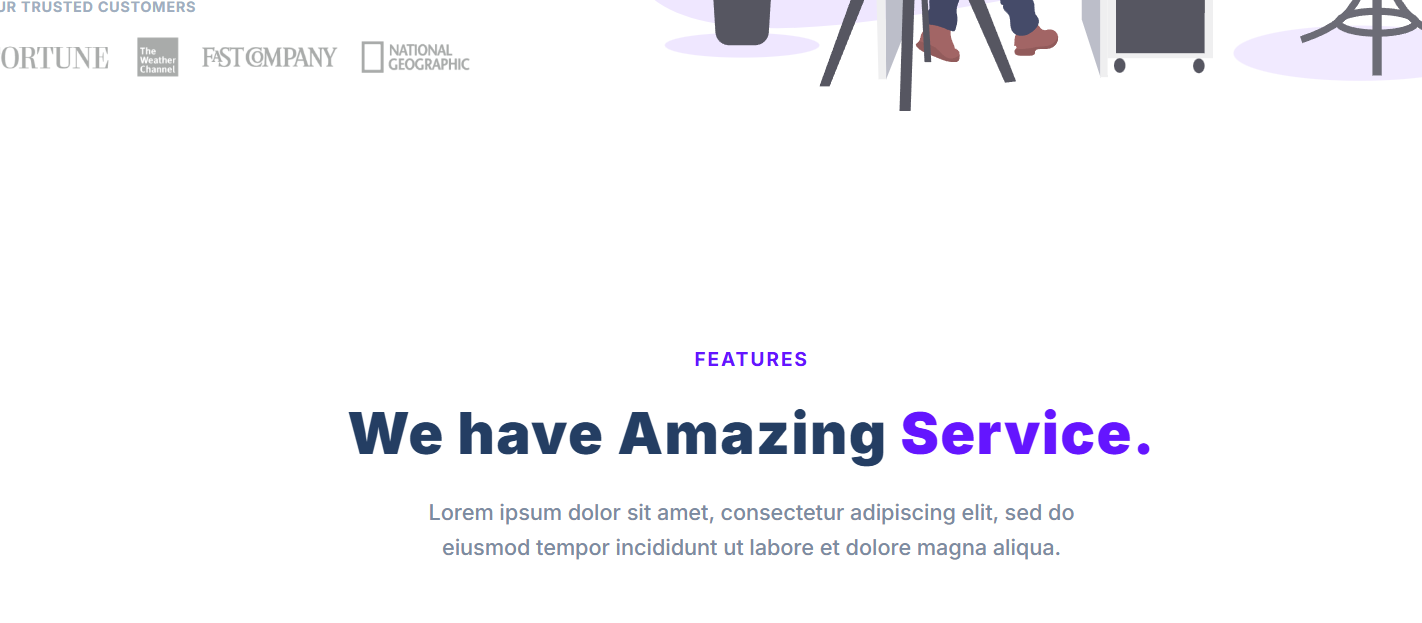 UR TRUSTED CUSTOMERS
ORTUNE
The
Weather
Channel
FAST COMPANY
NATIONAL
GEOGRAPHIC
FEATURES
We have Amazing Service.
Lorem ipsum dolor sit amet, consectetur adipiscing elit, sed do
eiusmod tempor incididunt ut labore et dolore magna aliqua.